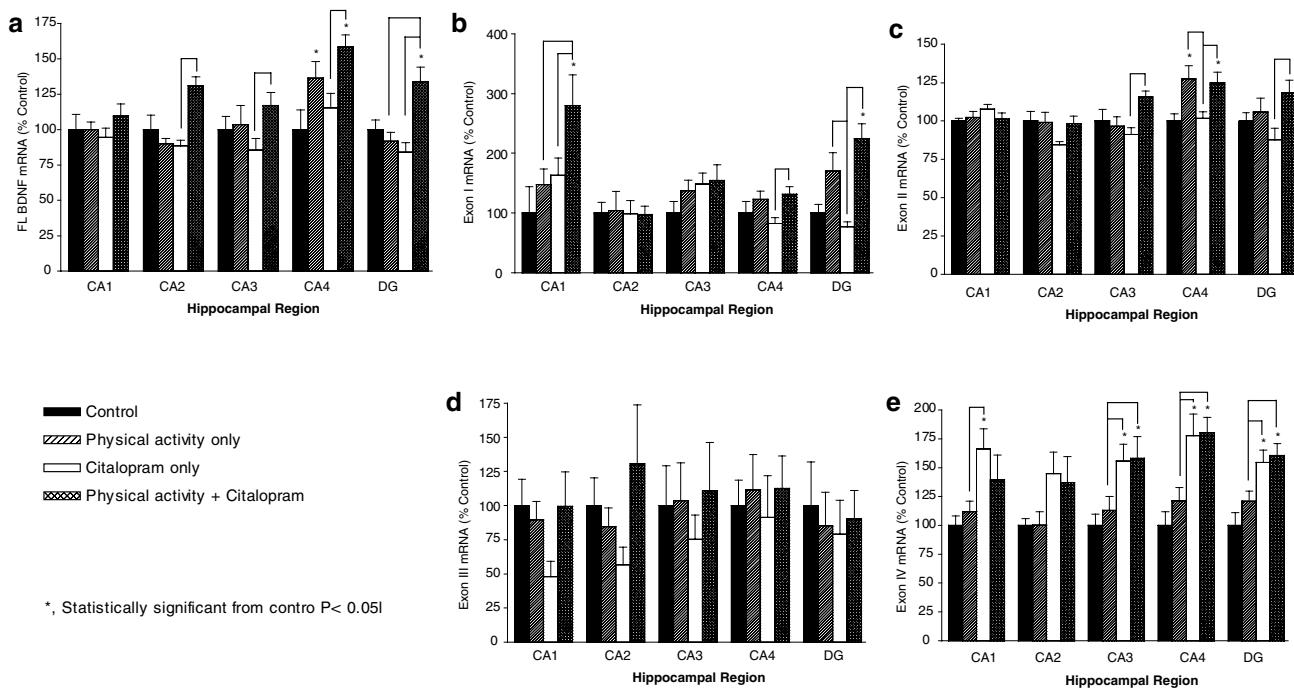 a
FL BDNF mRNA (% Control)
175
150
125
100
75
50
25
0
CA1 CA2 CA3 CA4 DG
Hippocampal Region
* * *
b
Exon I mRNA (% Control)
400
300
200
100
0
CA1 CA2 CA3 CA4 DG
Hippocampal Region
* *
c
Exon II mRNA (% Control)
150
125
100
75
50
25
0
CA1 CA2 CA3 CA4 DG
Hippocampal Region
* *
Control
Physical activity only
Citalopram only
Physical activity + Citalopram
*, Statistically significant from contro P< 0.05l
d
Exon III mRNA (% Control)
175
150
125
100
75
50
25
0
CA1 CA2 CA3 CA4 DG
Hippocampal Region
e
Exon IV mRNA (% Control)
200
175
150
125
100
75
50
25
0
CA1 CA2 CA3 CA4 DG
Hippocampal Region
* * * * * * *